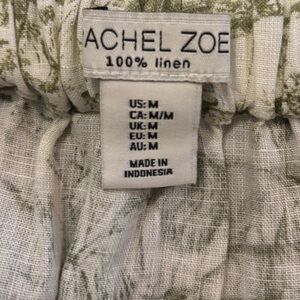 ACHEL ZOE
100% linen
US: M
CA: M/M
UK: M
EU: M
AU: M
MADE IN
INDONESIA